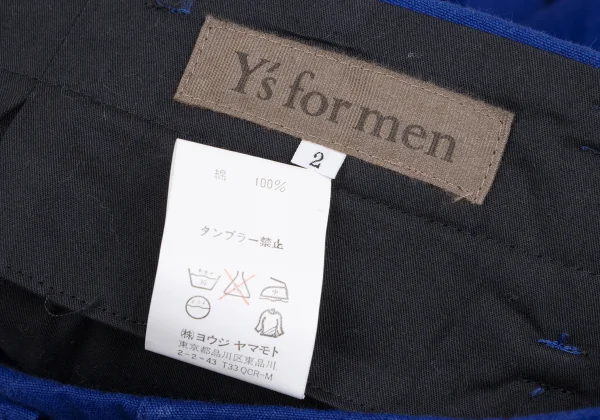 Y's for men
2
綿 100%
タンブラー禁止
㈱ヨウジ ヤマモト
東京都品川区東品川
2-2-43 T33 QCR-M